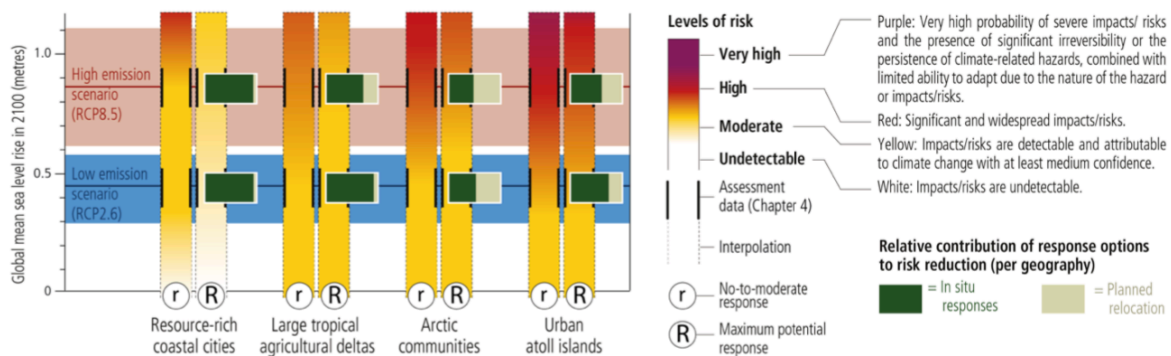 Global mean sea level rise in 2100 (metres)
1.0
0.5
0
High emission
scenario
(RCP8.5)
Low emission
scenario
(RCP2.6)
r
R
r
R
r
R
r
R
Resource-rich
coastal cities
Large tropical
agricultural deltas
Arctic
communities
Urban
atoll islands
Levels of risk
Very high
High
Moderate
Undetectable
Assessment
data (Chapter 4)
Interpolation
r
No-to-moderate
response
R
Maximum potential
response
Purple: Very high probability of severe impacts/ risks
and the presence of significant irreversibility or the
persistence of climate-related hazards, combined with
limited ability to adapt due to the nature of the hazard
or impacts/risks.
Red: Significant and widespread impacts/risks.
Yellow: Impacts/risks are detectable and attributable
to climate change with at least medium confidence.
White: Impacts/risks are undetectable.
Relative contribution of response options
to risk reduction (per geography)
= In situ
responses
= Planned
relocation